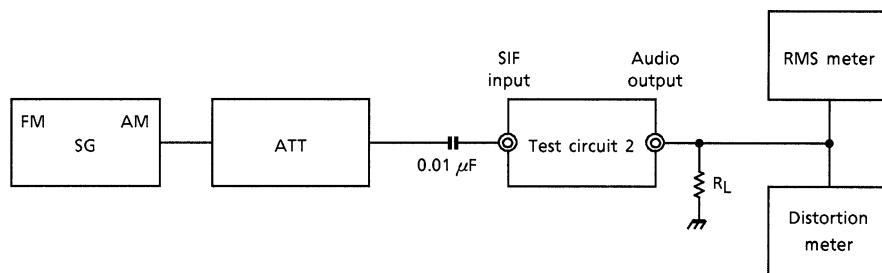 SIF
input
Audio
output
RMS meter
FM
AM
SG
ATT
0.01 μF
Test circuit 2
RL
Distortion
meter